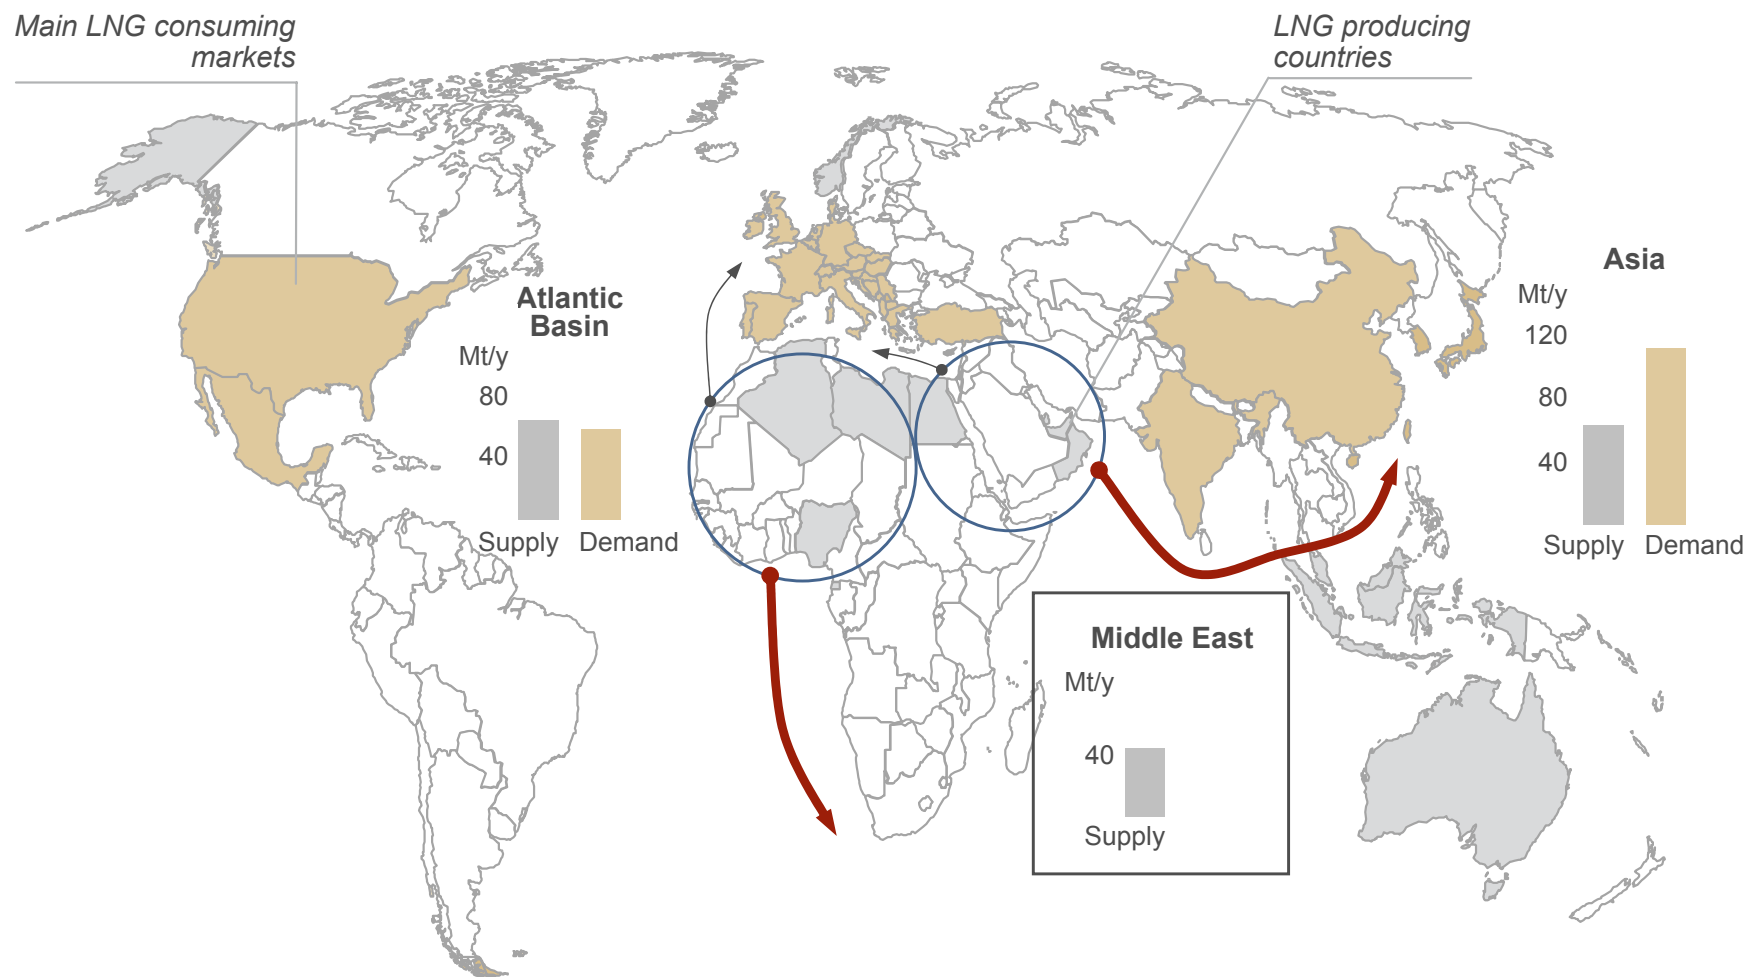 Main LNG consuming
markets
LNG producing
countries
Atlantic
Basin
Mt/y
80
40
Supply
Demand
Asia
Mt/y
120
80
40
Supply
Demand
Middle East
Mt/y
40
Supply